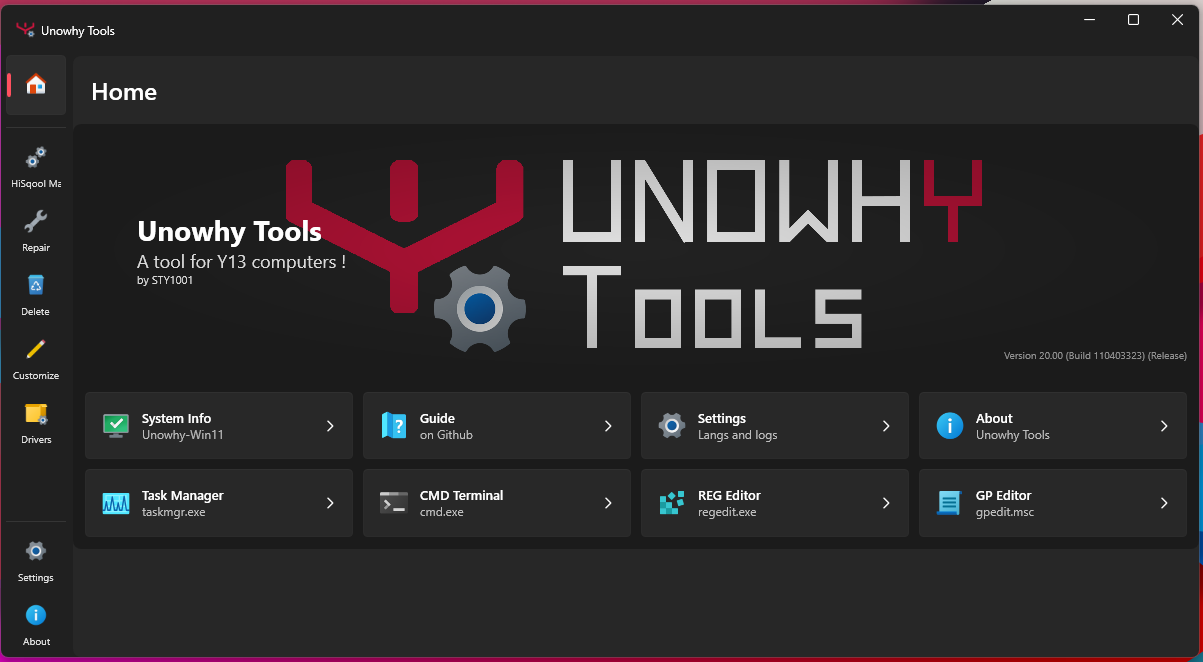 Unowhy Tools
Home
HiSqool Ma
Repair
Delete
Customize
Drivers
Settings
About
Unowhy Tools
A tool for Y13 computers !
by STY1001
UNOWHY
TOOLS
Version 20.00 (Build 110403323) (Release)
System Info
Unowhy-Win11
Guide
on Github
Settings
Langs and logs
About
Unowhy Tools
Task Manager
taskmgr.exe
CMD Terminal
cmd.exe
REG Editor
regedit.exe
GP Editor
gpedit.msc